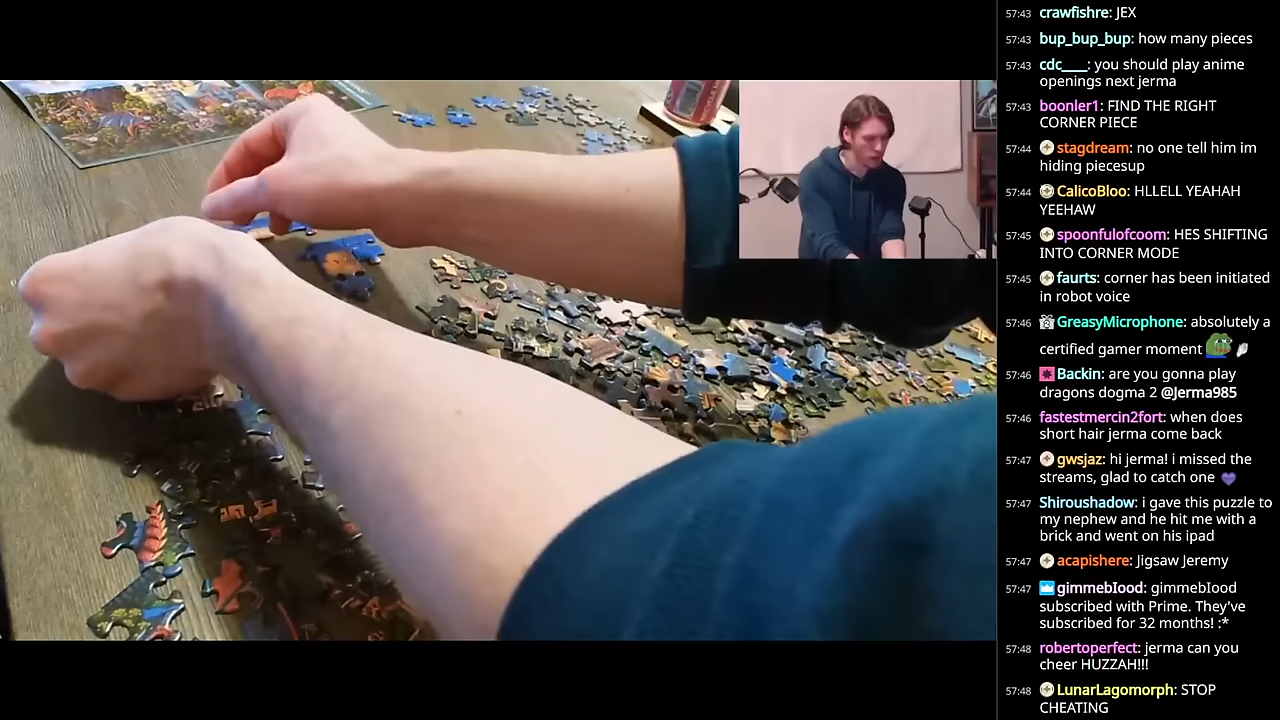 57:43 crawfishre: JEX
57:43 bup_bup_bup: how many pieces
57:43 cdc____: you should play anime
openings next jerma
57:43 boonler1: FIND THE RIGHT
CORNER PIECE
57:44 stagdream: no one tell him im
hiding piecesup
57:44 CalicoBloo: HLLELL YEAHAH
YEEHAW
57:45 spoonfulofcoom: HES SHIFTING
INTO CORNER MODE
57:45 faurts: corner has been initiated
in robot voice
57:46 GreasyMicrophone: absolutely a
certified gamer moment
57:46 Backin: are you gonna play
dragons dogma 2 @Jerma985
57:46 fastestmercin2fort: when does
short hair jerma come back
57:47 gwsjaz: hi jerma! i missed the
streams, glad to catch one
57:47 Shiroushadow: i gave this puzzle to
my nephew and he hit me with a
brick and went on his ipad
57:47 acapishere: Jigsaw Jeremy
57:47 gimmebIood: gimmebIood
subscribed with Prime. They've
subscribed for 32 months! :*
57:48 robertoperfect: jerma can you
cheer HUZZAH!!!
57:48 LunarLagomorph: STOP
CHEATING